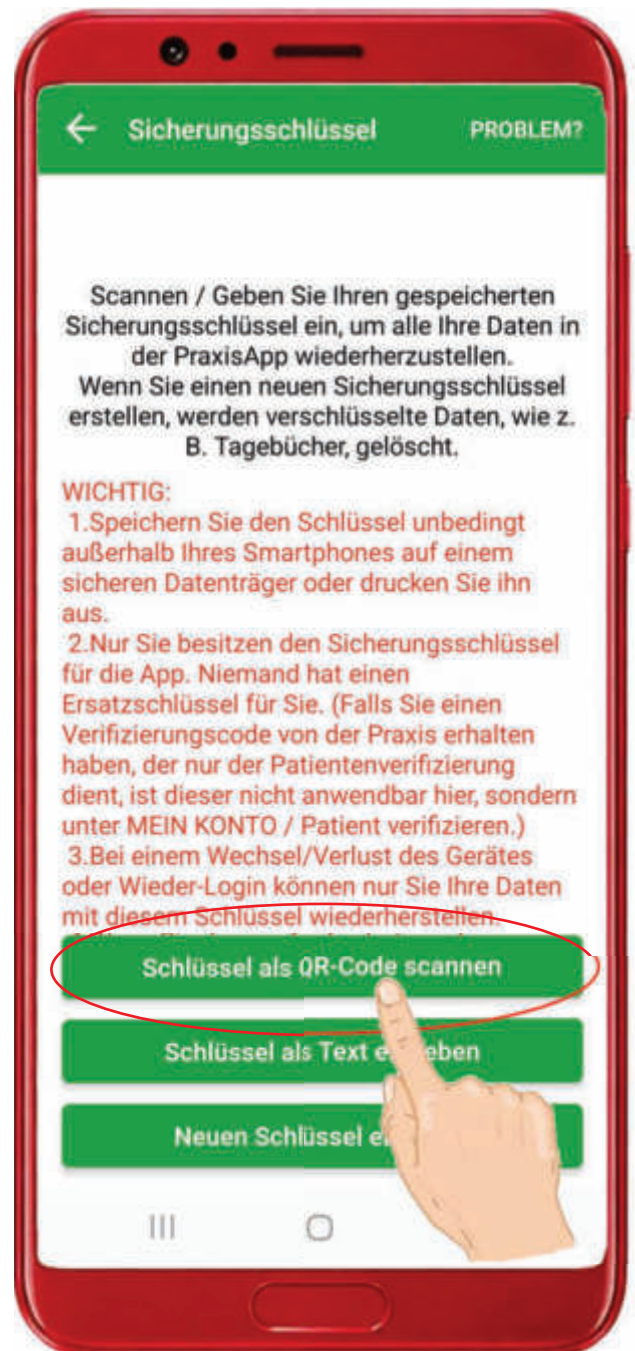 Sicherungsschlüssel PROBLEM?
Scannen / Geben Sie Ihren gespeicherten
Sicherungsschlüssel ein, um alle Ihre Daten in
der PraxisApp wiederherzustellen.
Wenn Sie einen neuen Sicherungsschlüssel
erstellen, werden verschlüsselte Daten, wie z.
B. Tagebücher, gelöscht.
WICHTIG:
1.Speichern Sie den Schlüssel unbedingt
außerhalb Ihres Smartphones auf einem
sicheren Datenträger oder drucken Sie ihn
aus.
2.Nur Sie besitzen den Sicherungsschlüssel
für die App. Niemand hat einen
Ersatzschlüssel für Sie. (Falls Sie einen
Verifizierungscode von der Praxis erhalten
haben, der nur der Patientenverifizierung
dient, ist dieser nicht anwendbar hier, sondern
unter MEIN KONTO / Patient verifizieren.)
3.Bei einem Wechsel/Verlust des Gerätes
oder Wieder-Login können nur Sie Ihre Daten
mit diesem Schlüssel wiederherstellen.
Schlüssel als QR-Code scannen
Schlüssel als Text
Neuen Schlüssel